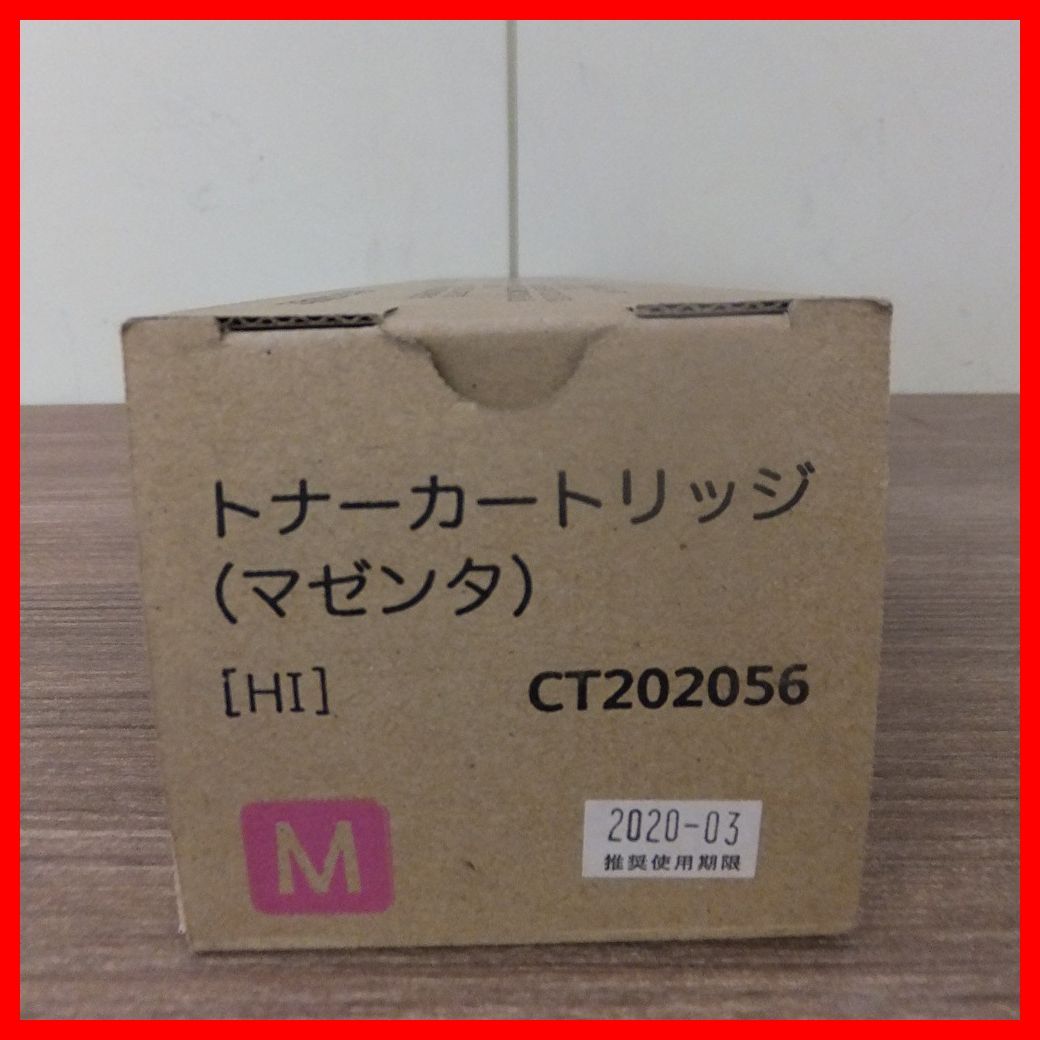 トナーカートリッジ
(マゼンタ)
[HI] CT202056
M
2020-03
推奨使用期限